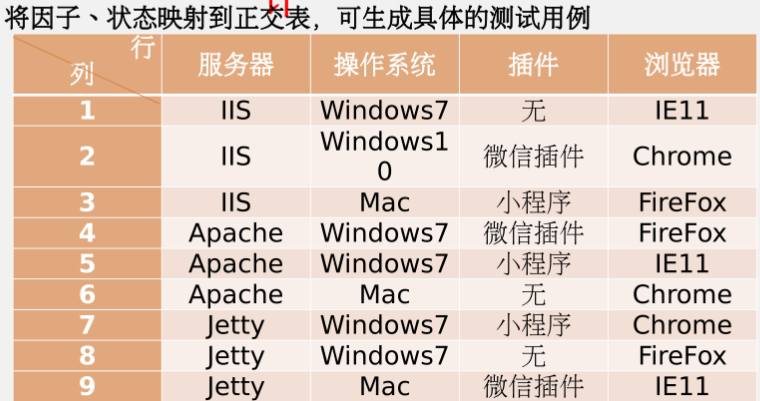 将因子、状态映射到正交表，可生成具体的测试用例
行
列 服务器 操作系统 插件 浏览器
1 IIS Windows7 无 IE11
2 IIS Windows1
0 微信插件 Chrome
3 IIS Mac 小程序 FireFox
4 Apache Windows7 微信插件 FireFox
5 Apache Windows7 小程序 IE11
6 Apache Mac 无 Chrome
7 Jetty Windows7 小程序 Chrome
8 Jetty Windows7 无 FireFox
9 Jetty Mac 微信插件 IE11